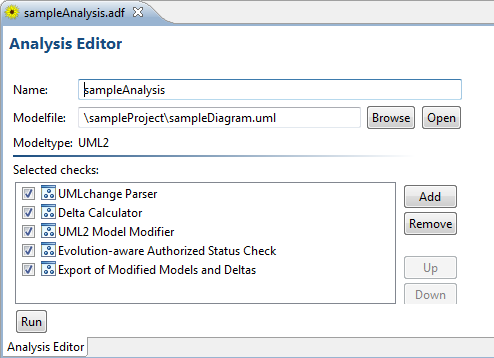 sampleAnalysis.adf
Analysis Editor
Name: sampleAnalysis
Modelfile: \sampleProject\sampleDiagram.uml Browse Open
Modeltype: UML2
Selected checks:
UMLchange Parser Add
Delta Calculator
UML2 Model Modifier Remove
Evolution-aware Authorized Status Check
Export of Modified Models and Deltas Up
Down
Run
Analysis Editor